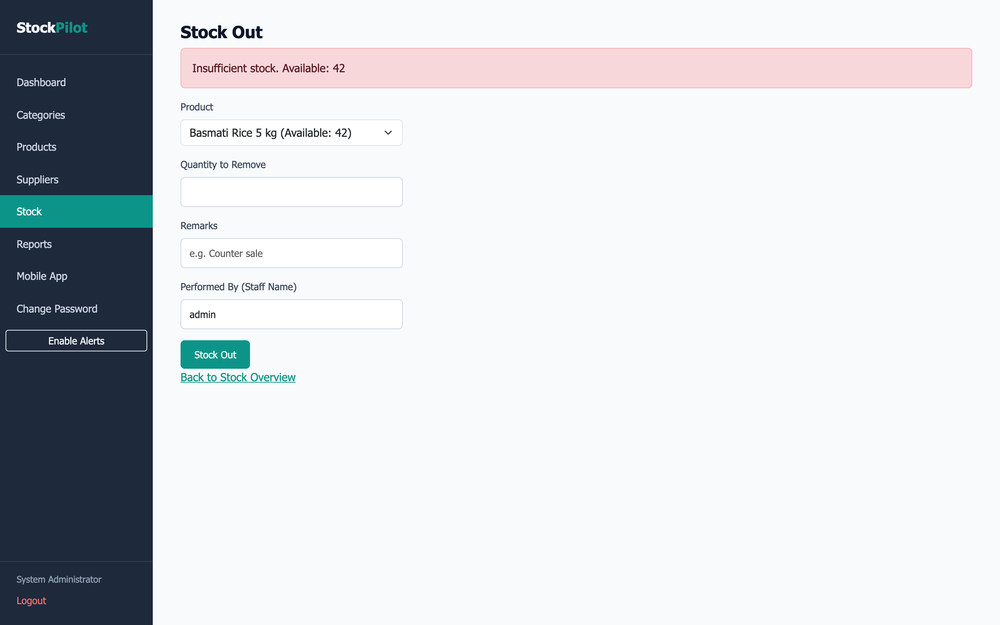 StockPilot
Dashboard
Categories
Products
Suppliers
Stock
Reports
Mobile App
Change Password
Enable Alerts
System Administrator
Logout
Stock Out
Insufficient stock. Available: 42
Product
Basmati Rice 5 kg (Available: 42)
Quantity to Remove
Remarks
e.g. Counter sale
Performed By (Staff Name)
admin
Stock Out
Back to Stock Overview